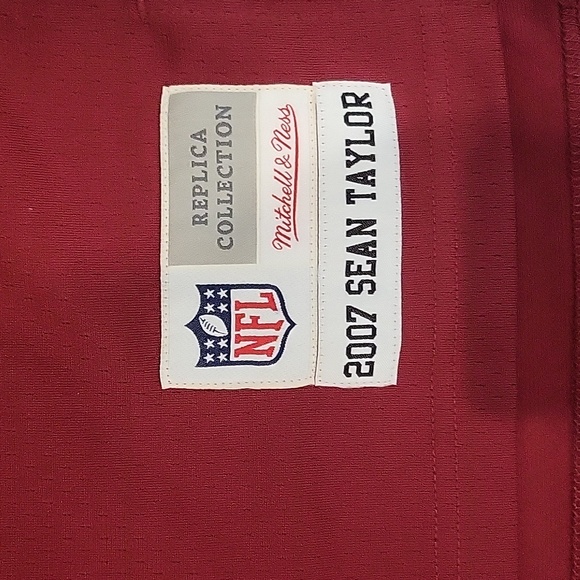 REPLICA
COLLECTION
Mitchell & Ness
NFL
2007 SEAN TAYLOR